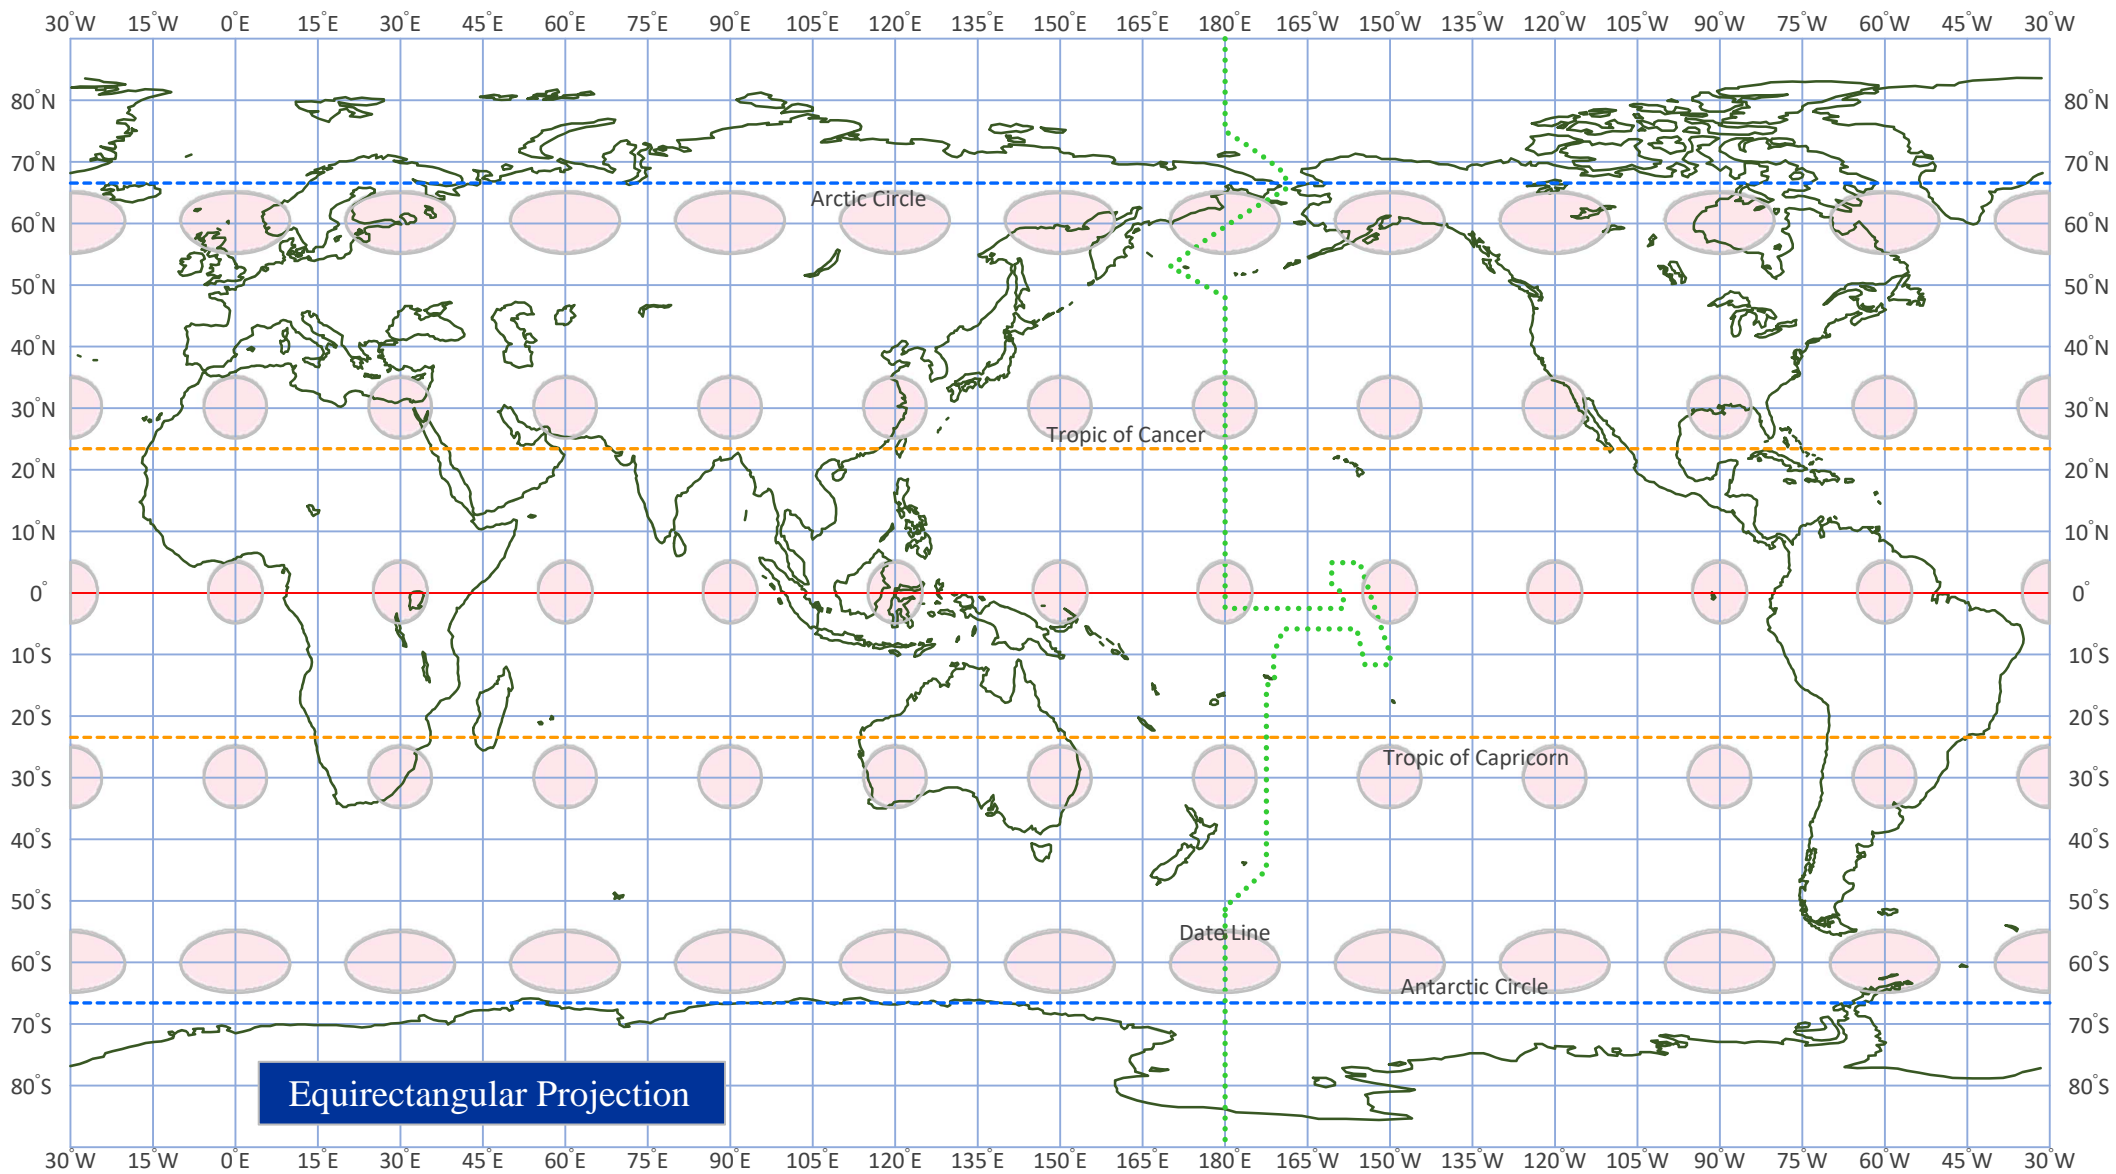 30°W 15°W 0°E 15°E 30°E 45°E 60°E 75°E 90°E 105°E 120°E 135°E 150°E 165°E 180°E 165°W 150°W 135°W 120°W 105°W 90°W 75°W 60°W 45°W 30°W
80°N 80°N
70°N 70°N
Arctic Circle
60°N 60°N
50°N 50°N
40°N 40°N
30°N 30°N
Tropic of Cancer
20°N 20°N
10°N 10°N
0° 0°
10°S 10°S
20°S 20°S
Tropic of Capricorn
30°S 30°S
40°S 40°S
50°S 50°S
Date Line
60°S 60°S
Antarctic Circle
70°S 70°S
80°S 80°S
Equirectangular Projection
30°W 15°W 0°E 15°E 30°E 45°E 60°E 75°E 90°E 105°E 120°E 135°E 150°E 165°E 180°E 165°W 150°W 135°W 120°W 105°W 90°W 75°W 60°W 45°W 30°W